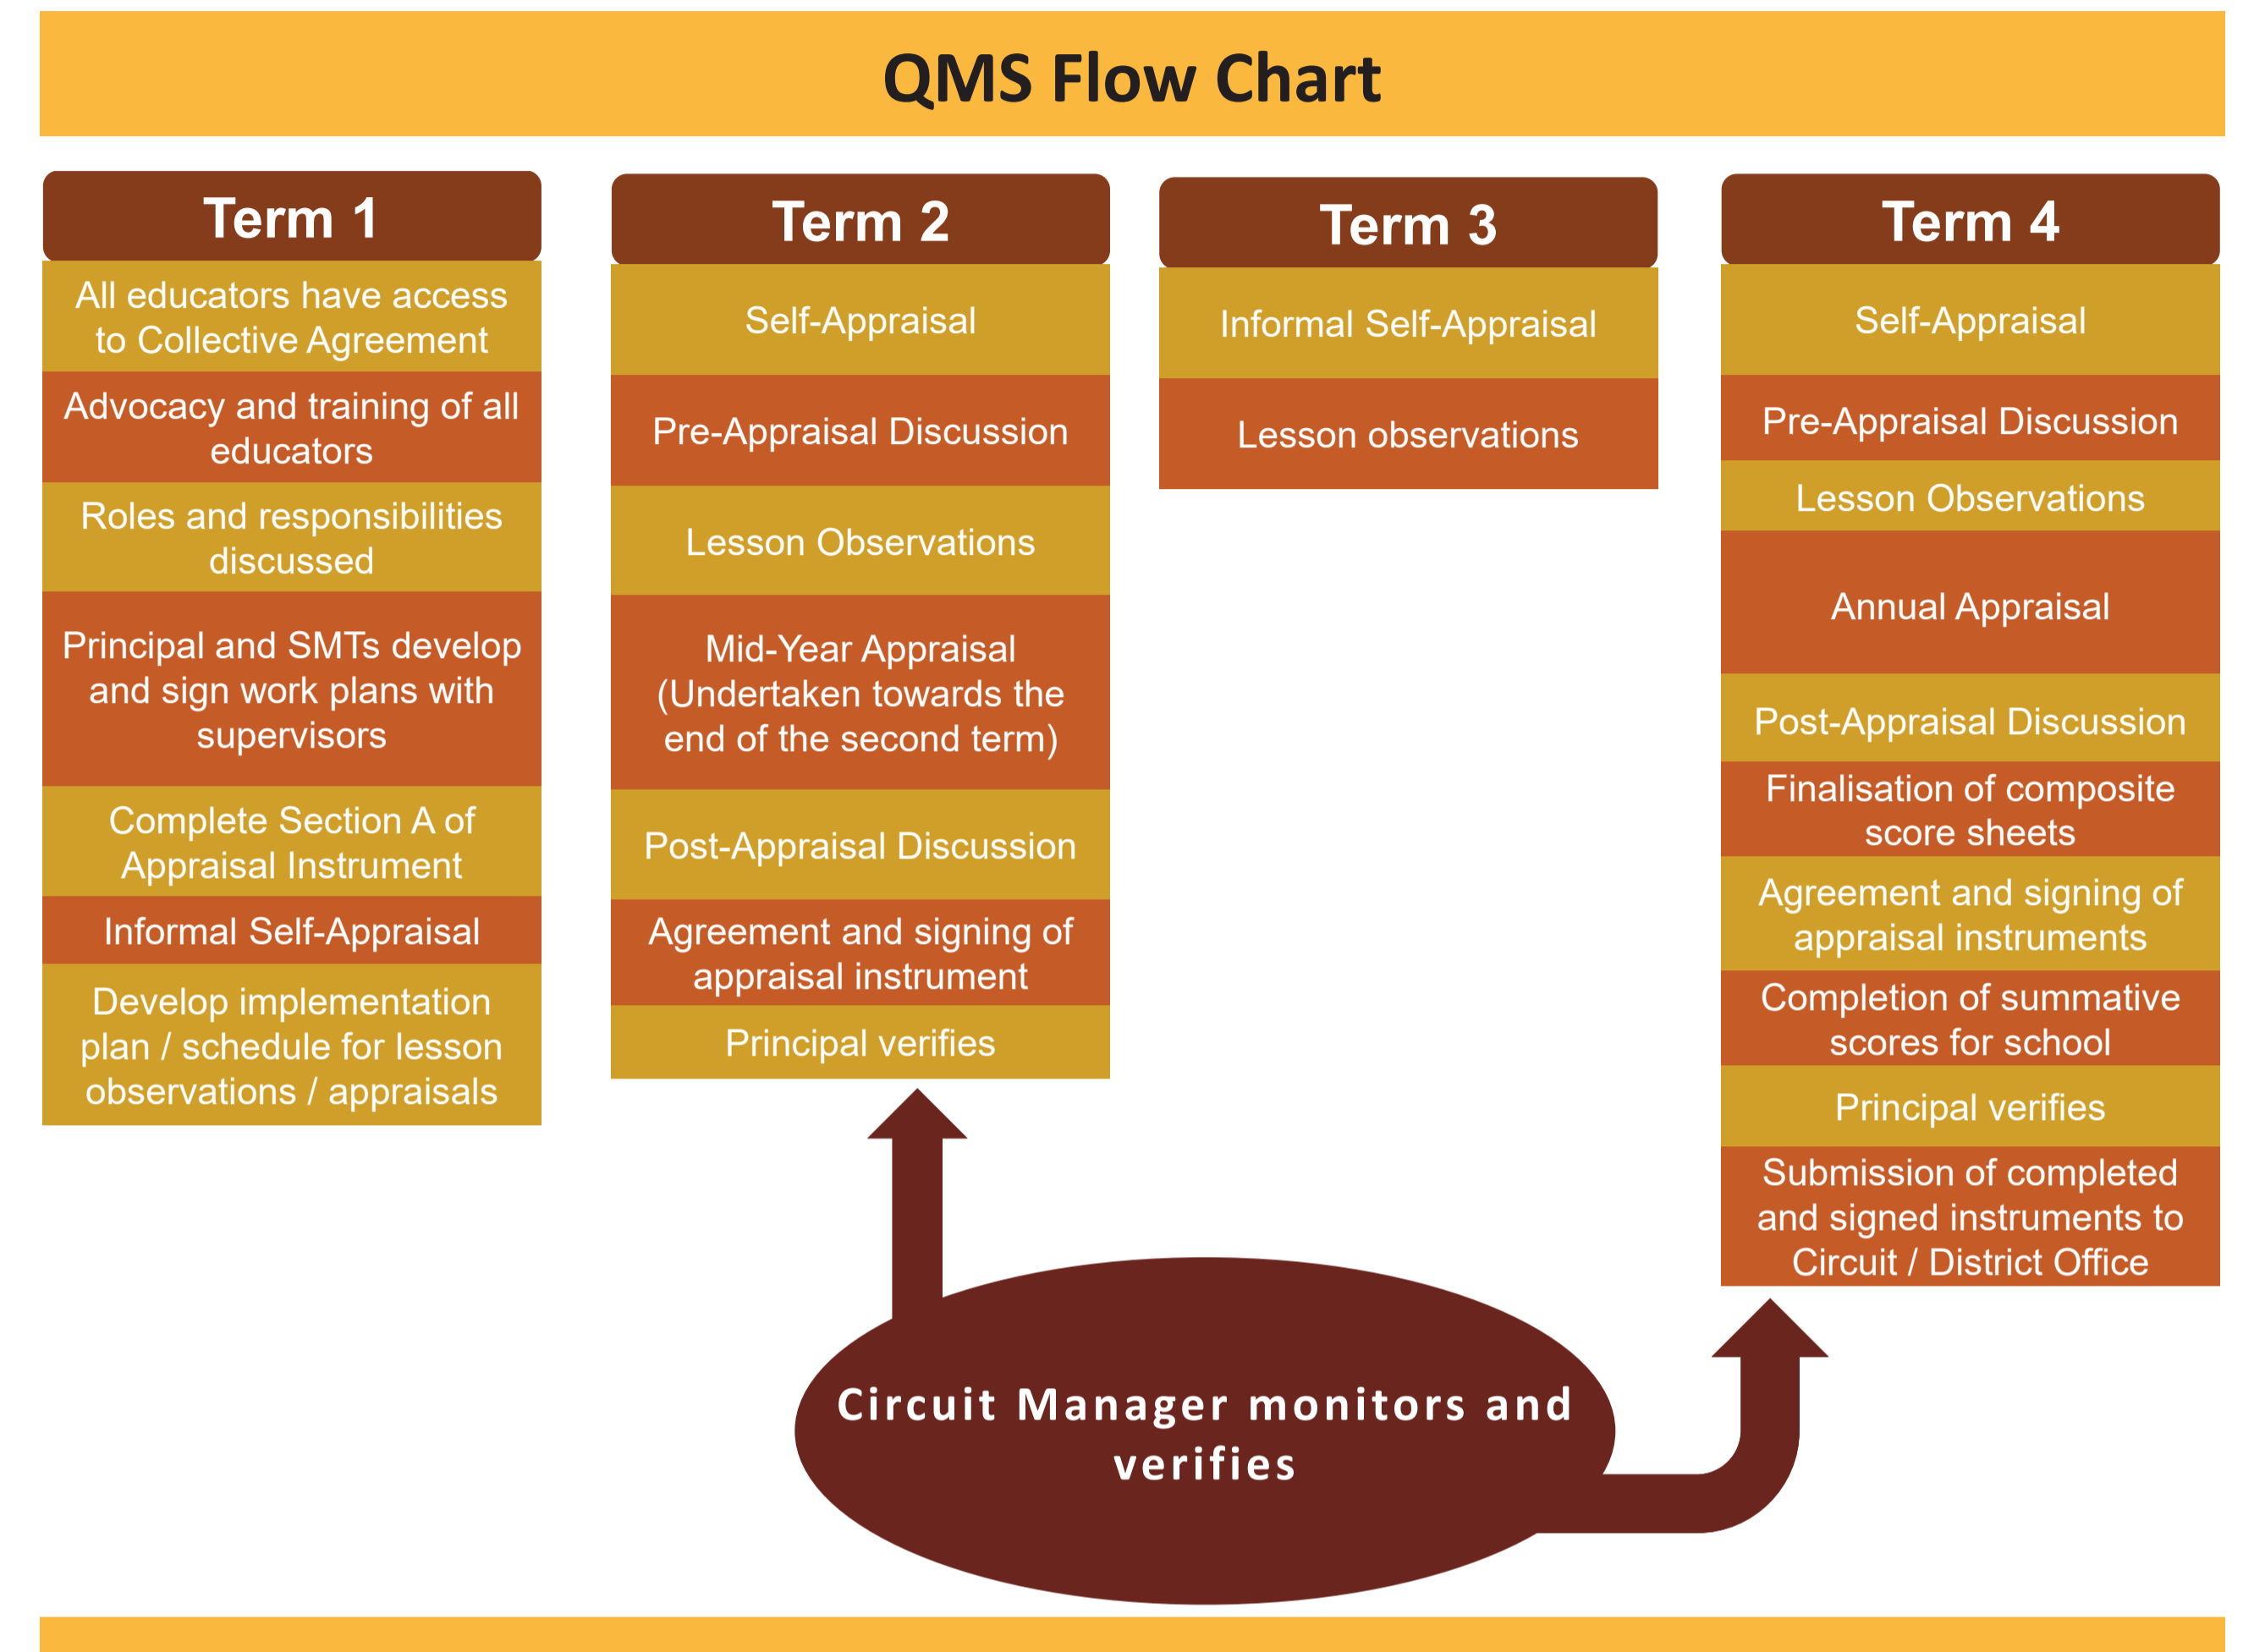 QMS Flow Chart
Term 1
All educators have access
to Collective Agreement
Advocacy and training of all
educators
Roles and responsibilities
discussed
Principal and SMTs develop
and sign work plans with
supervisors
Complete Section A of
Appraisal Instrument
Informal Self-Appraisal
Develop implementation
plan / schedule for lesson
observations / appraisals
Term 2
Self-Appraisal
Pre-Appraisal Discussion
Lesson Observations
Mid-Year Appraisal
(Undertaken towards the
end of the second term)
Post-Appraisal Discussion
Agreement and signing of
appraisal instrument
Principal verifies
Term 3
Informal Self-Appraisal
Lesson observations
Term 4
Self-Appraisal
Pre-Appraisal Discussion
Lesson Observations
Annual Appraisal
Post-Appraisal Discussion
Finalisation of composite
score sheets
Agreement and signing of
appraisal instruments
Completion of summative
scores for school
Principal verifies
Submission of completed
and signed instruments to
Circuit / District Office
Circuit Manager monitors and
verifies